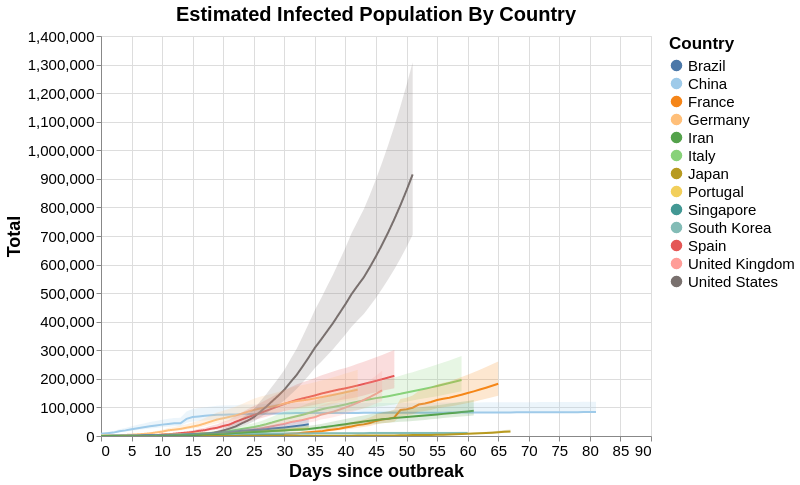 Estimated Infected Population By Country
Total
1,400,000
1,300,000
1,200,000
1,100,000
1,000,000
900,000
800,000
700,000
600,000
500,000
400,000
300,000
200,000
100,000
0
0 5 10 15 20 25 30 35 40 45 50 55 60 65 70 75 80 85 90
Days since outbreak
Country
Brazil
China
France
Germany
Iran
Italy
Japan
Portugal
Singapore
South Korea
Spain
United Kingdom
United States